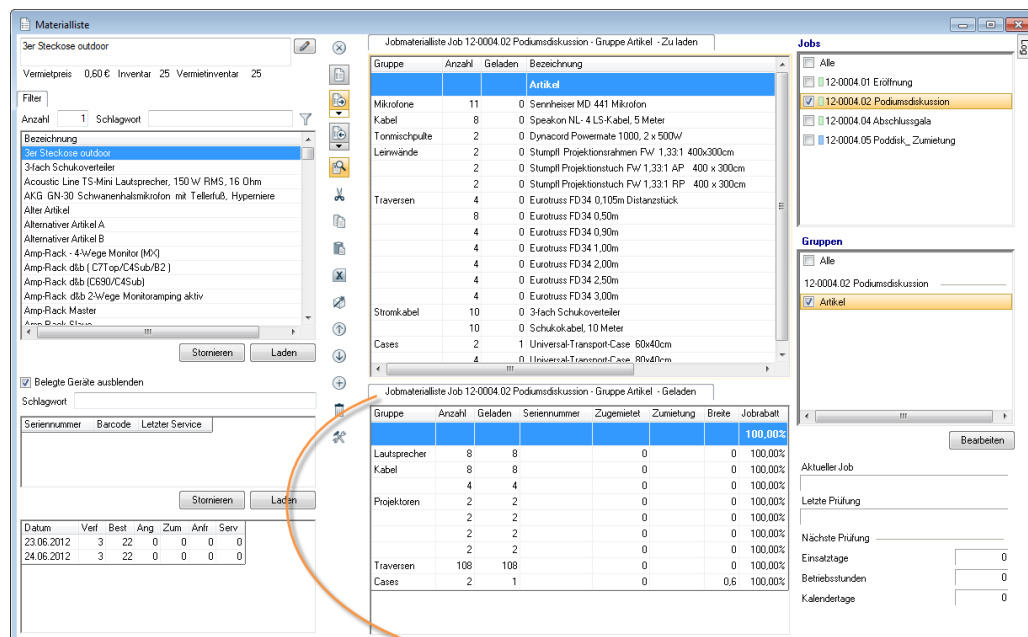 Materialliste
3er Steckose outdoor
Vermietpreis 0,60 € Inventar 25 Vermietinventar 25
Filter
Anzahl 1 Schlagwort
Bezeichnung
3er Steckose outdoor
3-fach Schukoverteiler
Acoustic Line TS-Mini Lautsprecher, 150 W RMS, 16 Ohm
AKG GN-30 Schwanenhalsmikrofon mit Tellerfuß, Hyperniere
Alter Artikel
Alternativer Artikel A
Alternativer Artikel B
Amp-Rack - 4-Wege Monitor (MX)
Amp-Rack d&b ( C7Top/C4Sub/B2 )
Amp-Rack d&b (C690/C4Sub)
Amp-Rack d&b 2-Wege Monitoramping aktiv
Amp-Rack Master
Amp-Rack Slave
Stornieren Laden
Belegte Geräte ausblenden
Schlagwort
Seriennummer Barcode Letzter Service
Stornieren Laden
Datum Verf Best Ang Zum Anfr Serv
23.06.2012 3 22 0 0 0 0
24.06.2012 3 22 0 0 0 0
Jobmaterialliste Job 12-0004.02 Podiumsdiskussion - Gruppe Artikel - Zu laden
Gruppe Anzahl Geladen Bezeichnung
Artikel
Mikrofone 11 0 Sennheiser MD 441 Mikrofon
Kabel 8 0 Speakon NL- 4 LS-Kabel, 5 Meter
Tonmischpulte 2 0 Dynacord Powermate 1000, 2 x 500W
Leinwände 2 0 Stumpfl Projektionsrahmen FW 1,33:1 400x300cm
2 0 Stumpfl Projektionstuch FW 1,33:1 AP 400 x 300cm
2 0 Stumpfl Projektionstuch FW 1,33:1 RP 400 x 300cm
Traversen 4 0 Eurotruss FD34 0,105m Distanzstück
8 0 Eurotruss FD34 0,50m
4 0 Eurotruss FD34 0,90m
4 0 Eurotruss FD34 1,00m
4 0 Eurotruss FD34 2,00m
4 0 Eurotruss FD34 2,50m
4 0 Eurotruss FD34 3,00m
Stromkabel 10 0 3-fach Schukoverteiler
10 0 Schukokabel, 10 Meter
Cases 2 1 Universal-Transport-Case 60x40cm
4 0 Universal-Transport-Case 80x40cm
Jobmaterialliste Job 12-0004.02 Podiumsdiskussion - Gruppe Artikel - Geladen
Gruppe Anzahl Geladen Seriennummer Zugemietet Zumietung Breite Jobrabatt
100,00%
Lautsprecher 8 8 0 0 100,00%
Kabel 8 8 0 0 100,00%
4 4 0 0 100,00%
Projektoren 2 2 0 0 100,00%
2 2 0 0 100,00%
2 2 0 0 100,00%
2 2 0 0 100,00%
Traversen 108 108 0 0 100,00%
Cases 2 1 0 0,6 100,00%
Log
Jobs
Alle
12-0004.01 Eröffnung
12-0004.02 Podiumsdiskussion
12-0004.04 Abschlussgala
12-0004.05 Poddisk_ Zumietung
Gruppen
Alle
12-0004.02 Podiumsdiskussion
Artikel
Bearbeiten
Aktueller Job
Letzte Prüfung
Nächste Prüfung
Einsatztage 0
Betriebsstunden 0
Kalendertage 0